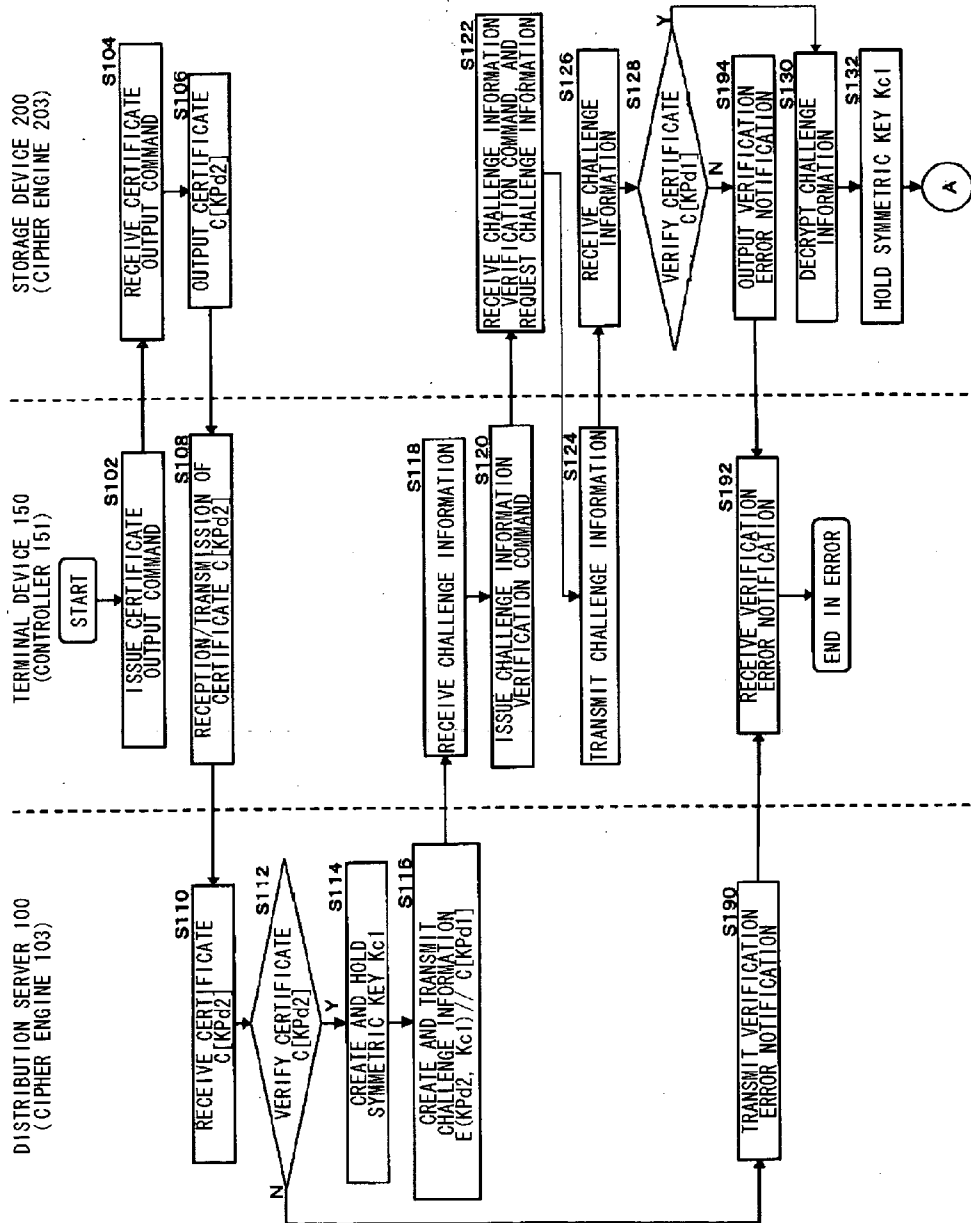 DISTRIBUTION SERVER 100
(CIPHER ENGINE 103)
TERMINAL DEVICE 150
(CONTROLLER 151)
STORAGE DEVICE 200
(CIPHER ENGINE 203)
START
S102
ISSUE CERTIFICATE
OUTPUT COMMAND
S104
RECEIVE CERTIFICATE
OUTPUT COMMAND
S106
OUTPUT CERTIFICATE
C[KPd2]
S108
RECEPTION/TRANSMISSION OF
CERTIFICATE C[KPd2]
S110
RECEIVE CERTIFICATE
C[KPd2]
S112
VERIFY CERTIFICATE
C[KPd2]
N
Y
S114
CREATE AND HOLD
SYMMETRIC KEY Kc1
S116
CREATE AND TRANSMIT
CHALLENGE INFORMATION
E(KPd2, Kc1)// C[KPd1]
S118
RECEIVE CHALLENGE INFORMATION
S120
ISSUE CHALLENGE INFORMATION
VERIFICATION COMMAND
S122
RECEIVE CHALLENGE INFORMATION
VERIFICATION COMMAND, AND
REQUEST CHALLENGE INFORMATION
S124
TRANSMIT CHALLENGE INFORMATION
S126
RECEIVE CHALLENGE
INFORMATION
S128
VERIFY CERTIFICATE
C[KPd1]
Y
N
S194
OUTPUT VERIFICATION
ERROR NOTIFICATION
S190
TRANSMIT VERIFICATION
ERROR NOTIFICATION
S192
RECEIVE VERIFICATION
ERROR NOTIFICATION
END IN ERROR
S130
DECRYPT CHALLENGE
INFORMATION
S132
HOLD SYMMETRIC KEY Kc1
A